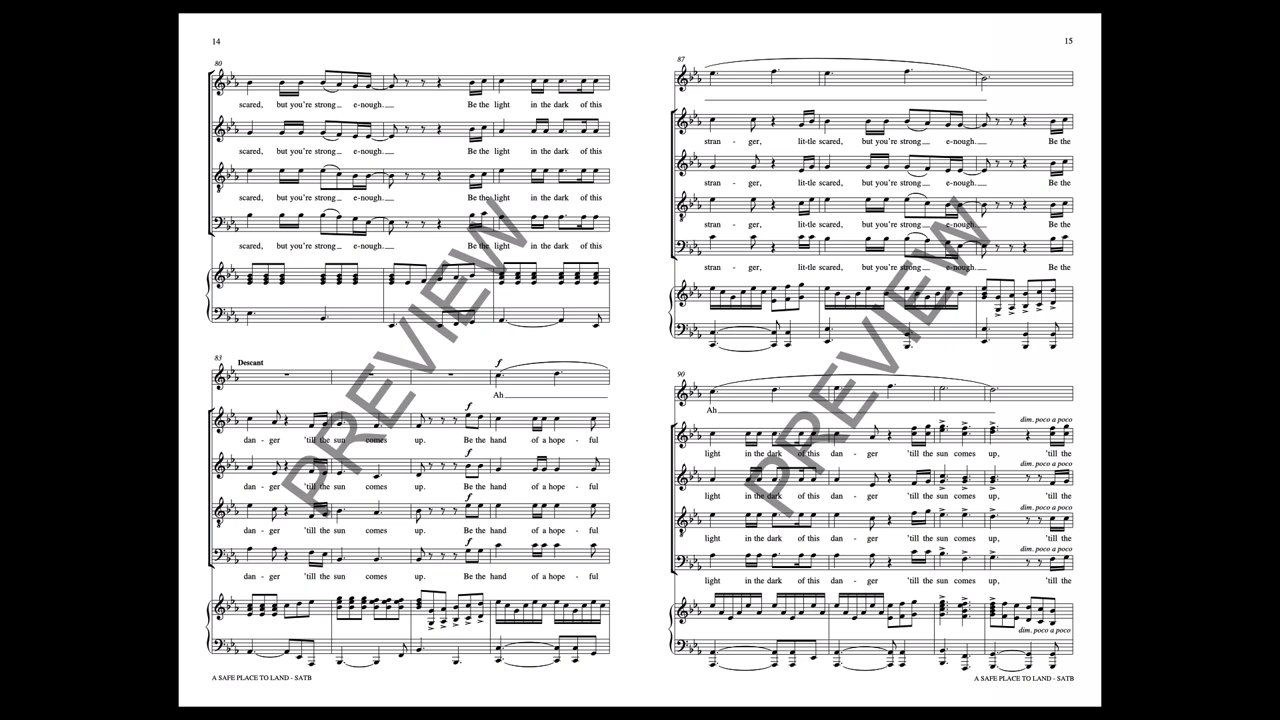 14
80
scared, but you're strong e-nough. Be the light in the dark of this
scared, but you're strong e-nough. Be the light in the dark of this
scared, but you're strong e-nough. Be the light in the dark of this
scared, but you're strong e-nough. Be the light in the dark of this
83
Descant
f
Ah
f
dan - ger 'till the sun comes up. Be the hand of a hope - ful
f
dan - ger 'till the sun comes up. Be the hand of a hope - ful
f
dan - ger 'till the sun comes up. Be the hand of a hope - ful
f
dan - ger 'till the sun comes up. Be the hand of a hope - ful
A SAFE PLACE TO LAND - SATB
PREVIEW
15
87
stran - ger, lit-tle scared, but you're strong e-nough. Be the
stran - ger, lit-tle scared, but you're strong e-nough. Be the
stran - ger, lit-tle scared, but you're strong e-nough. Be the
stran - ger, lit-tle scared, but you're strong e-nough. Be the
90
Ah
dim. poco a poco
light in the dark of this dan - ger 'till the sun comes up, 'till the
dim. poco a poco
light in the dark of this dan - ger 'till the sun comes up, 'till the
dim. poco a poco
light in the dark of this dan - ger 'till the sun comes up, 'till the
dim. poco a poco
light in the dark of this dan - ger 'till the sun comes up, 'till the
dim. poco a poco
A SAFE PLACE TO LAND - SATB
PREVIEW